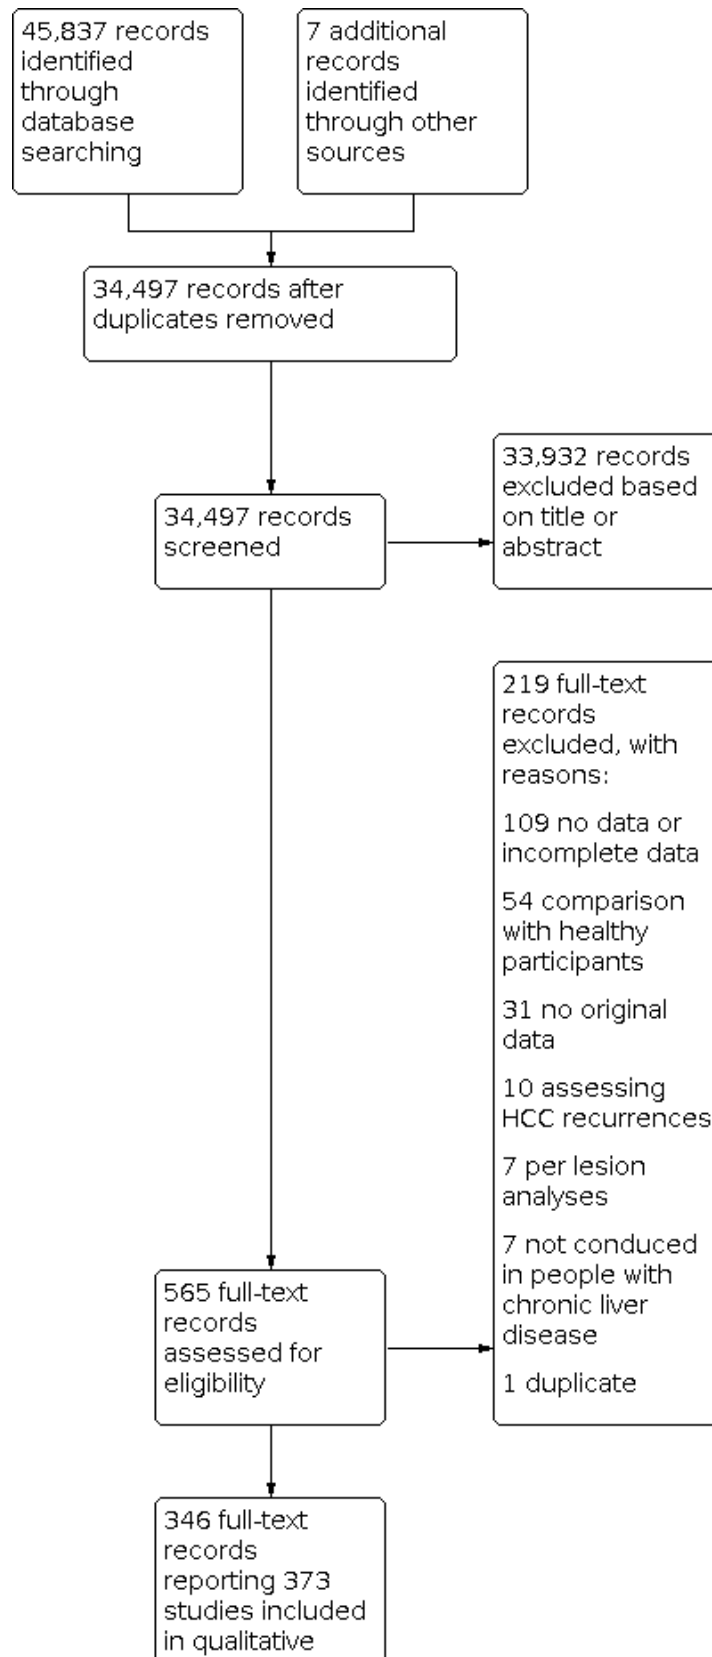 45,837 records
identified
through
database
searching
7 additional
records
identified
through other
sources
34,497 records after
duplicates removed
33,932 records
excluded based
on title or
abstract
34,497 records
screened
219 full-text
records
excluded, with
reasons:
109 no data or
incomplete data
54 comparison
with healthy
participants
31 no original
data
10 assessing
HCC recurrences
7 per lesion
analyses
7 not conduced
in people with
chronic liver
disease
1 duplicate
565 full-text
records
assessed for
eligibility
346 full-text
records
reporting 373
studies included
in qualitative